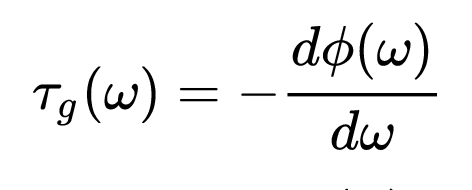 τ_g(ω) = − dφ(ω)/dω